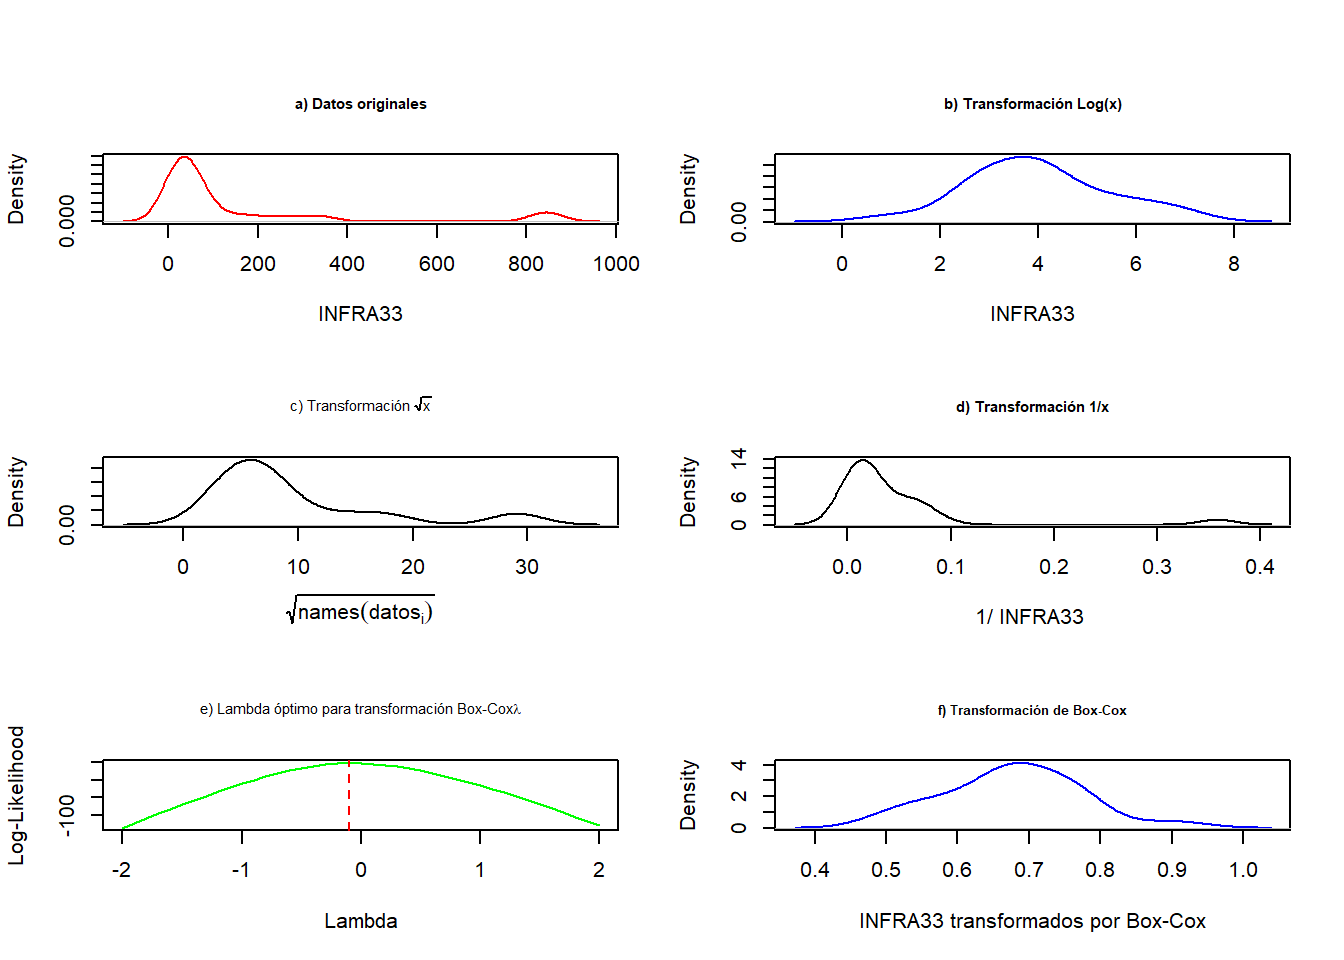 a) Datos originales
Density
0.000
0 200 400 600 800 1000
INFRA33
b) Transformación Log(x)
Density
0.00
0 2 4 6 8
INFRA33
c) Transformación √x
Density
0.00
0 10 20 30
√names(datosᵢ)
d) Transformación 1/x
Density
14
6
0
0.0 0.1 0.2 0.3 0.4
1/ INFRA33
e) Lambda óptimo para transformación Box-Coxλ
Log-Likelihood
-100
-2 -1 0 1 2
Lambda
f) Transformación de Box-Cox
Density
4
2
0
0.4 0.5 0.6 0.7 0.8 0.9 1.0
INFRA33 transformados por Box-Cox